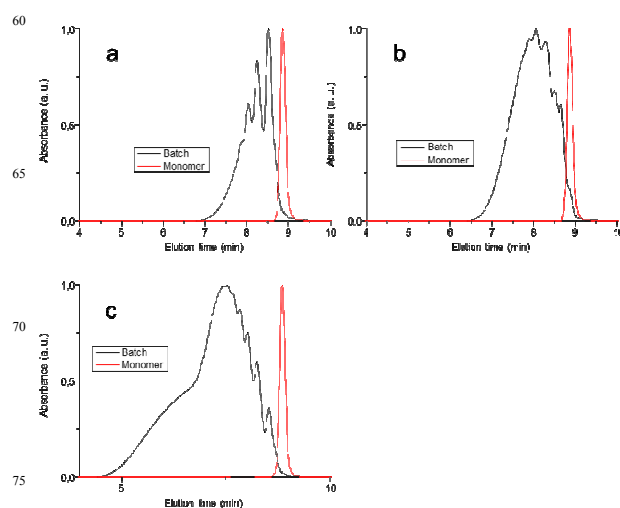 60
a
1,0
0,5
0,0
Absorbance (a. u.)
Batch
Monomer
4 5 6 7 8 9 10
Elution time (min)
b
1,0
0,5
0,0
Absorbance (a. u.)
Batch
Monomer
4 5 6 7 8 9 10
Elution time (min)
65
c
1,0
0,5
0,0
Absorbance (a. u.)
Batch
Monomer
5 10
Elution time (min)
70
75